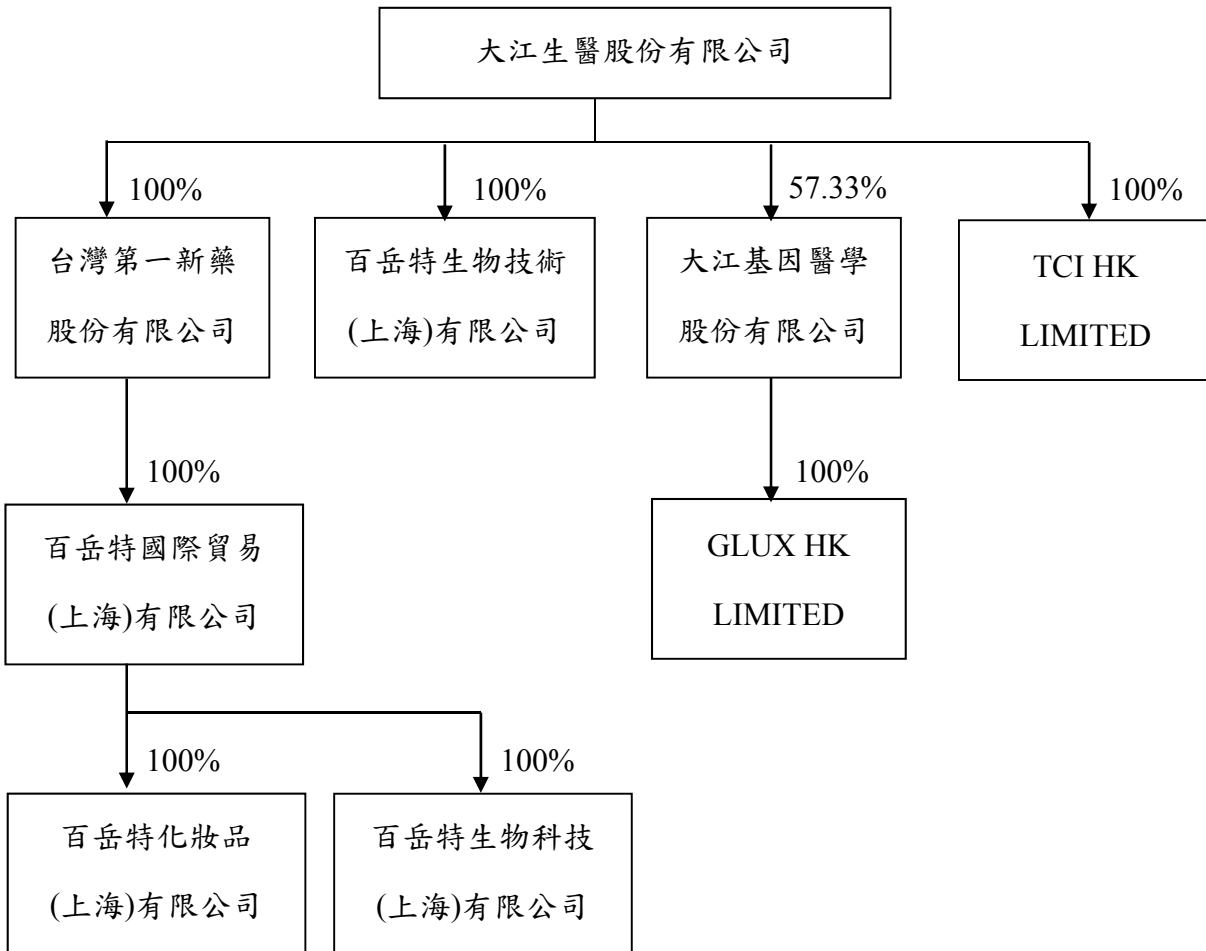 大江生醫股份有限公司
100%
100%
57.33%
100%
台灣第一新藥
股份有限公司
百岳特生物技術
(上海)有限公司
大江基因醫學
股份有限公司
TCI HK
LIMITED
100%
100%
百岳特國際貿易
(上海)有限公司
GLUX HK
LIMITED
100%
100%
百岳特化妝品
(上海)有限公司
百岳特生物科技
(上海)有限公司